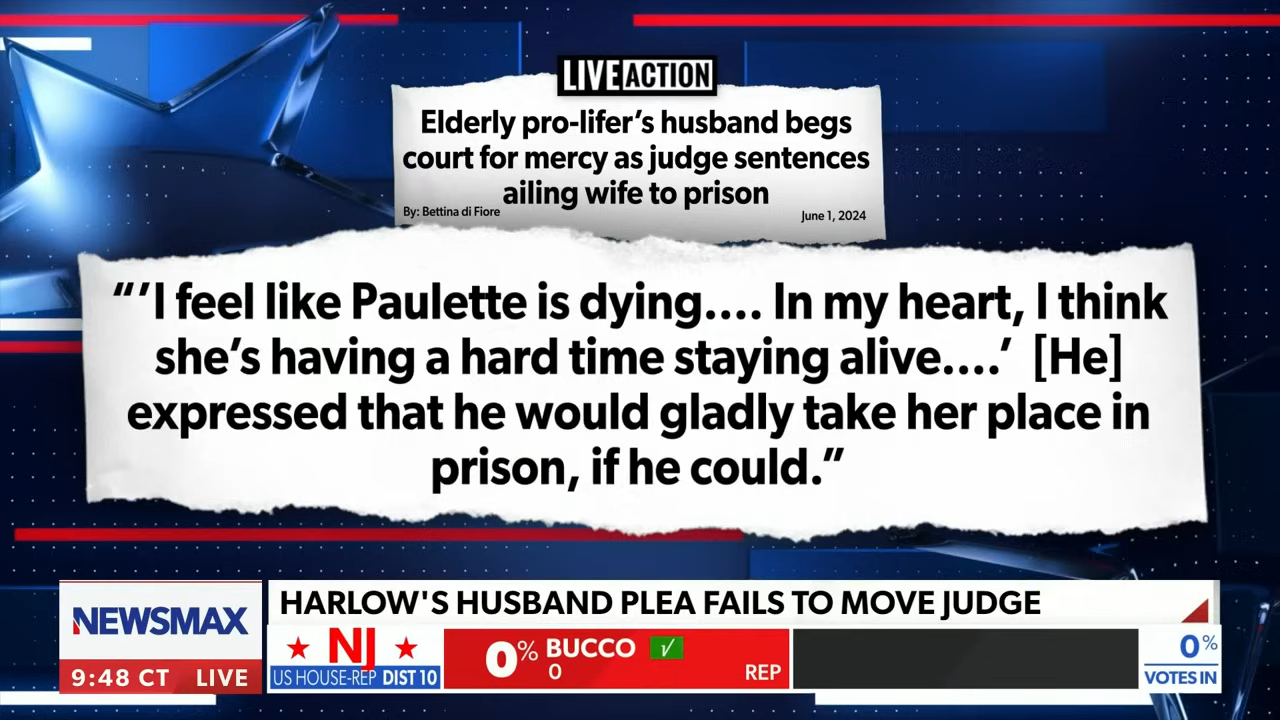 LIVE ACTION
Elderly pro-lifer's husband begs
court for mercy as judge sentences
ailing wife to prison
By: Bettina di Fiore
June 1, 2024
“’I feel like Paulette is dying…. In my heart, I think
she’s having a hard time staying alive….’ [He]
expressed that he would gladly take her place in
prison, if he could.”
NEWSMAX
HARLOW'S HUSBAND PLEA FAILS TO MOVE JUDGE
9:48 CT LIVE
NJ
US HOUSE-REP DIST 10
0% BUCCO
0
REP
0%
VOTES IN